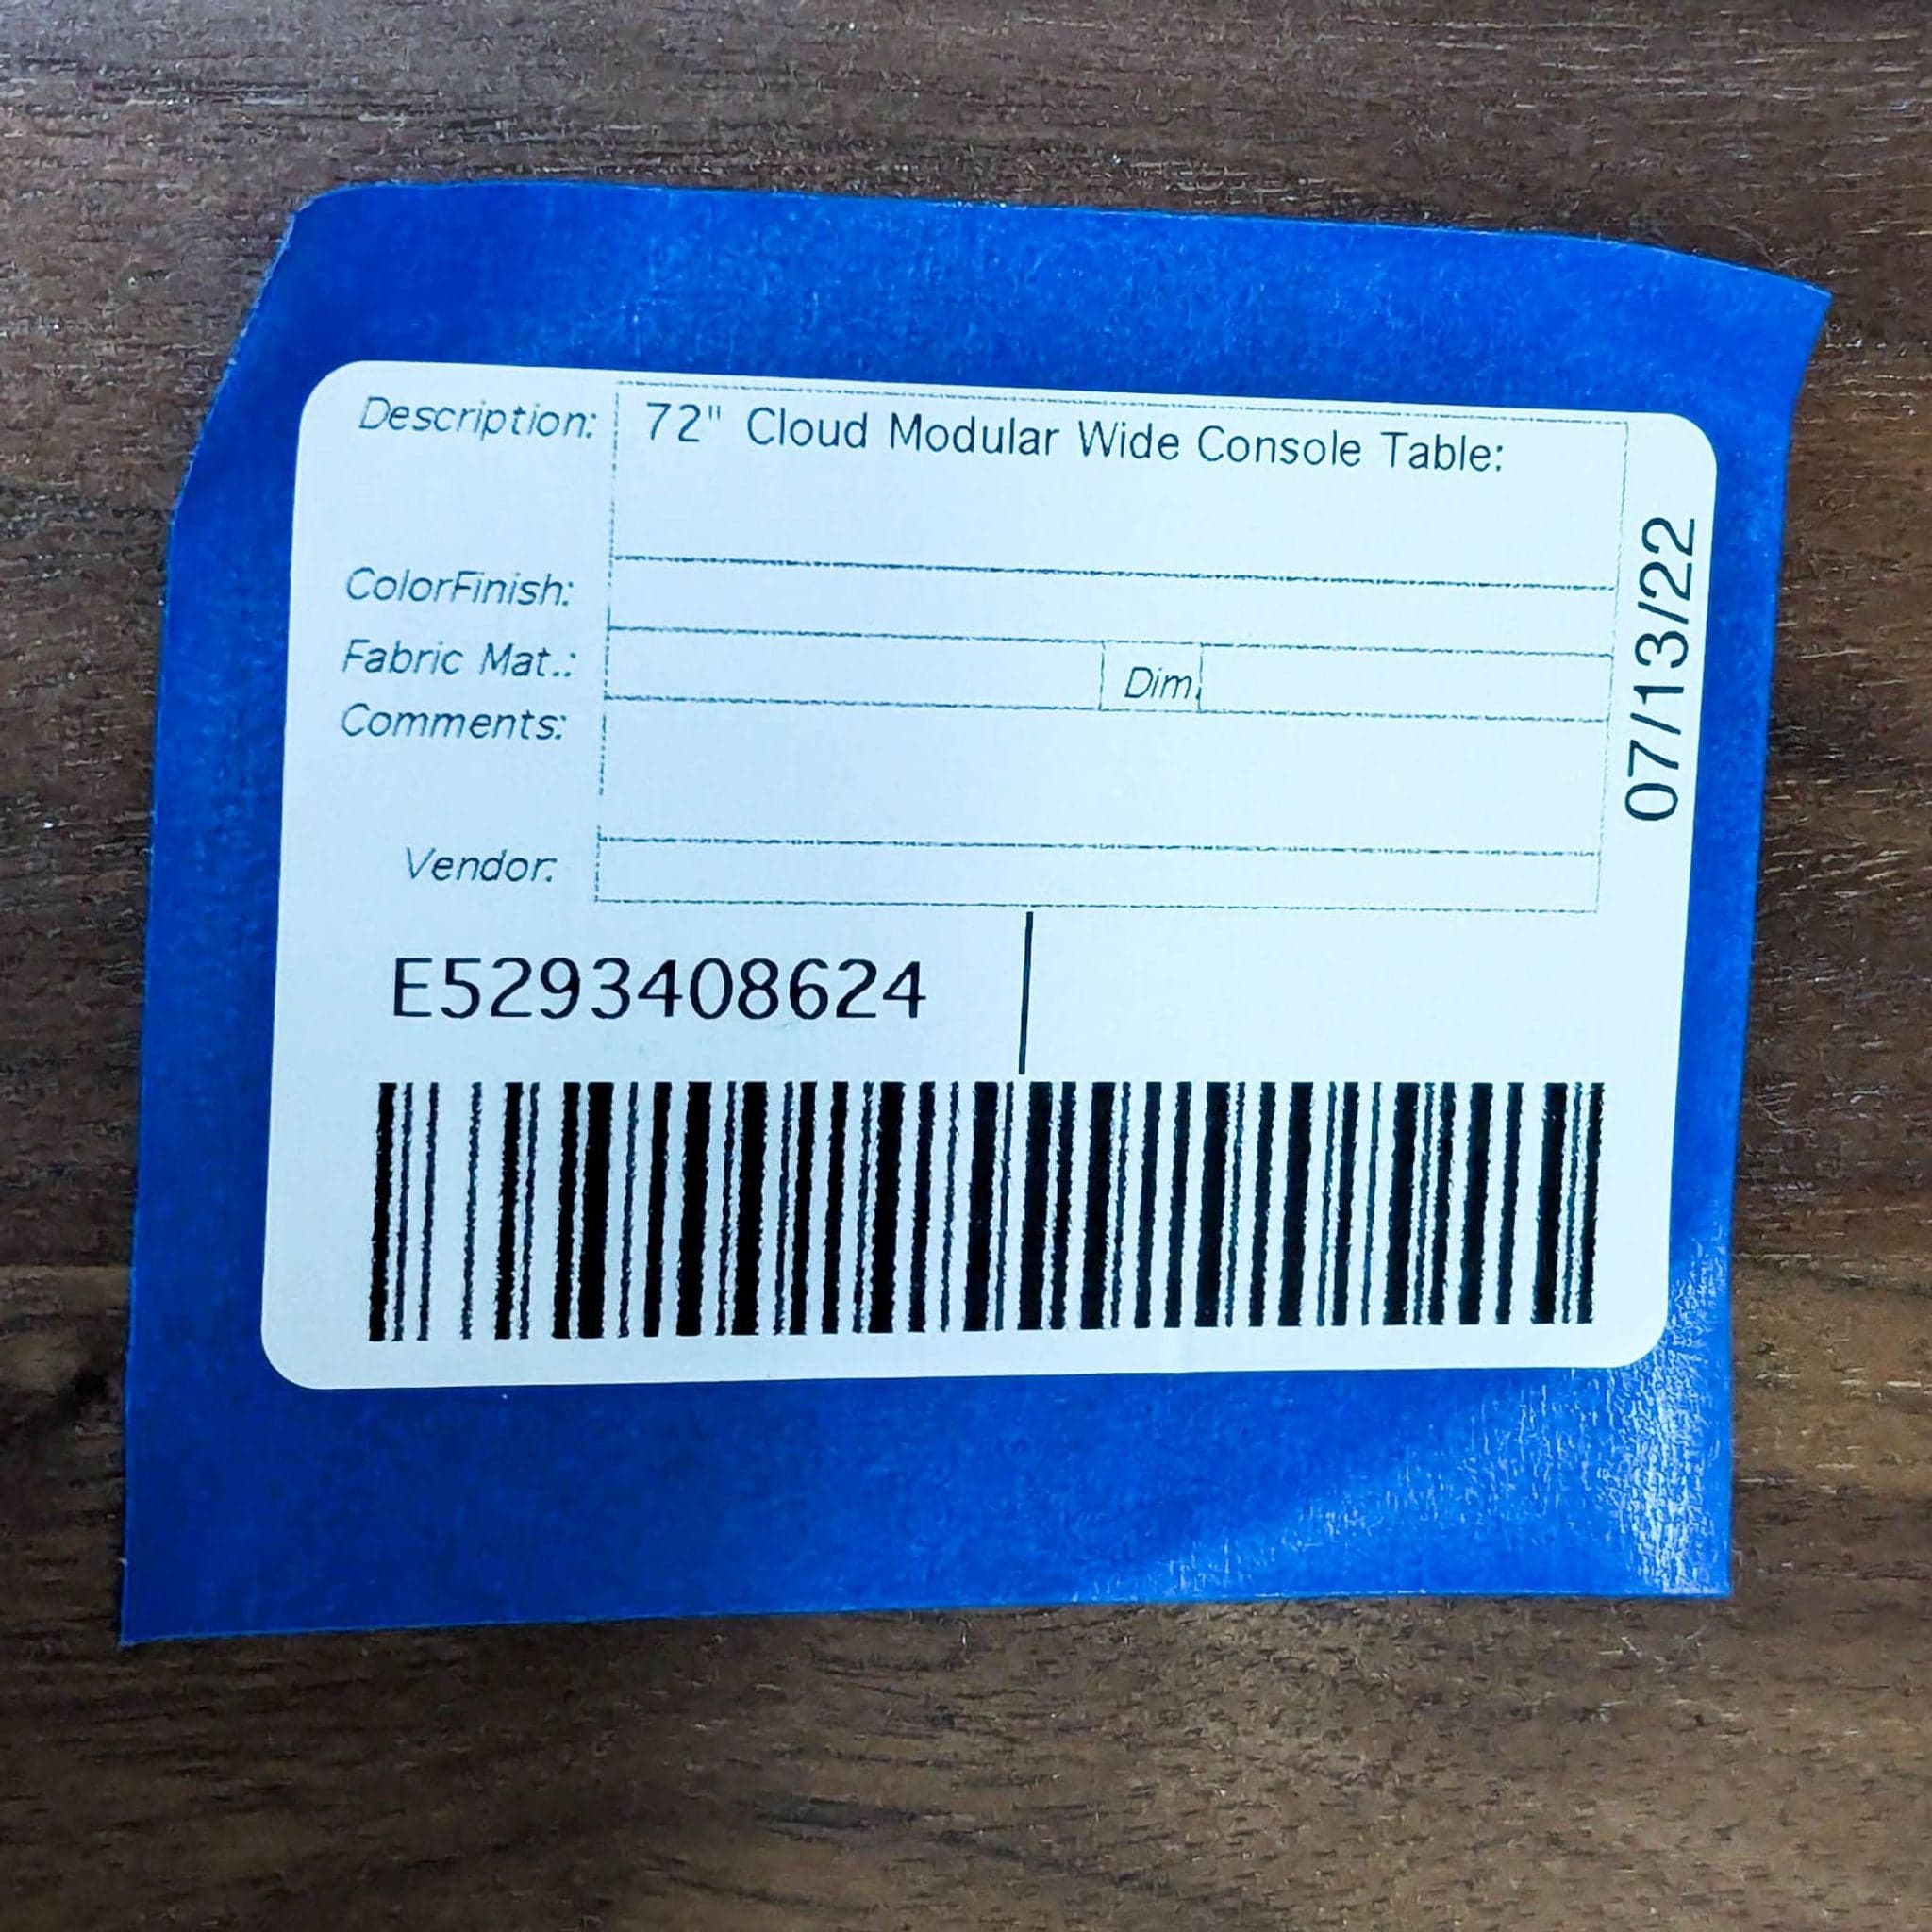 Description: 72" Cloud Modular Wide Console Table:
ColorFinish:
Fabric Mat.: Dim.
Comments:
Vendor:
E5293408624
07/13/22